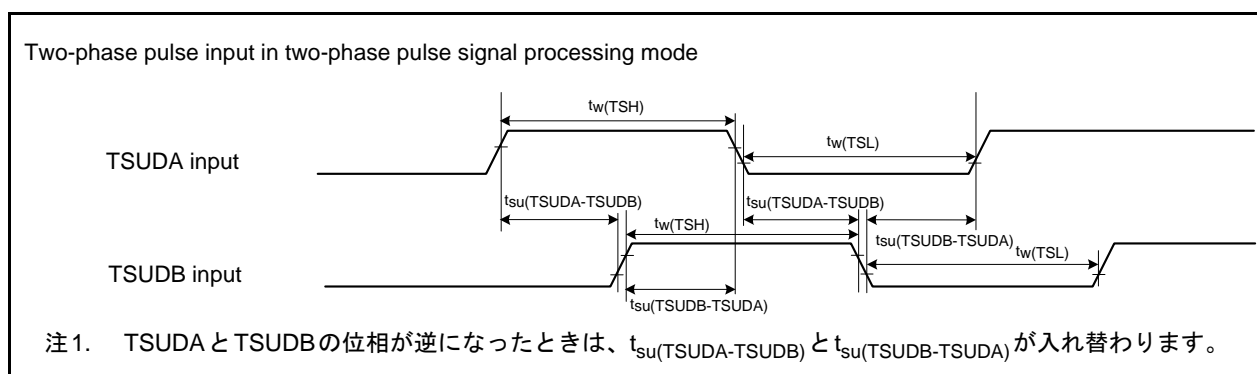 Two-phase pulse input in two-phase pulse signal processing mode
tw(TSH)
TSUDA input
tw(TSL)
tsu(TSUDA-TSUDB)
tsu(TSUDA-TSUDB)
tw(TSH)
tsu(TSUDB-TSUDA)
tw(TSL)
TSUDB input
tsu(TSUDB-TSUDA)
注1. TSUDAとTSUDBの位相が逆になったときは、tsu(TSUDA-TSUDB)とtsu(TSUDB-TSUDA)が入れ替わります。